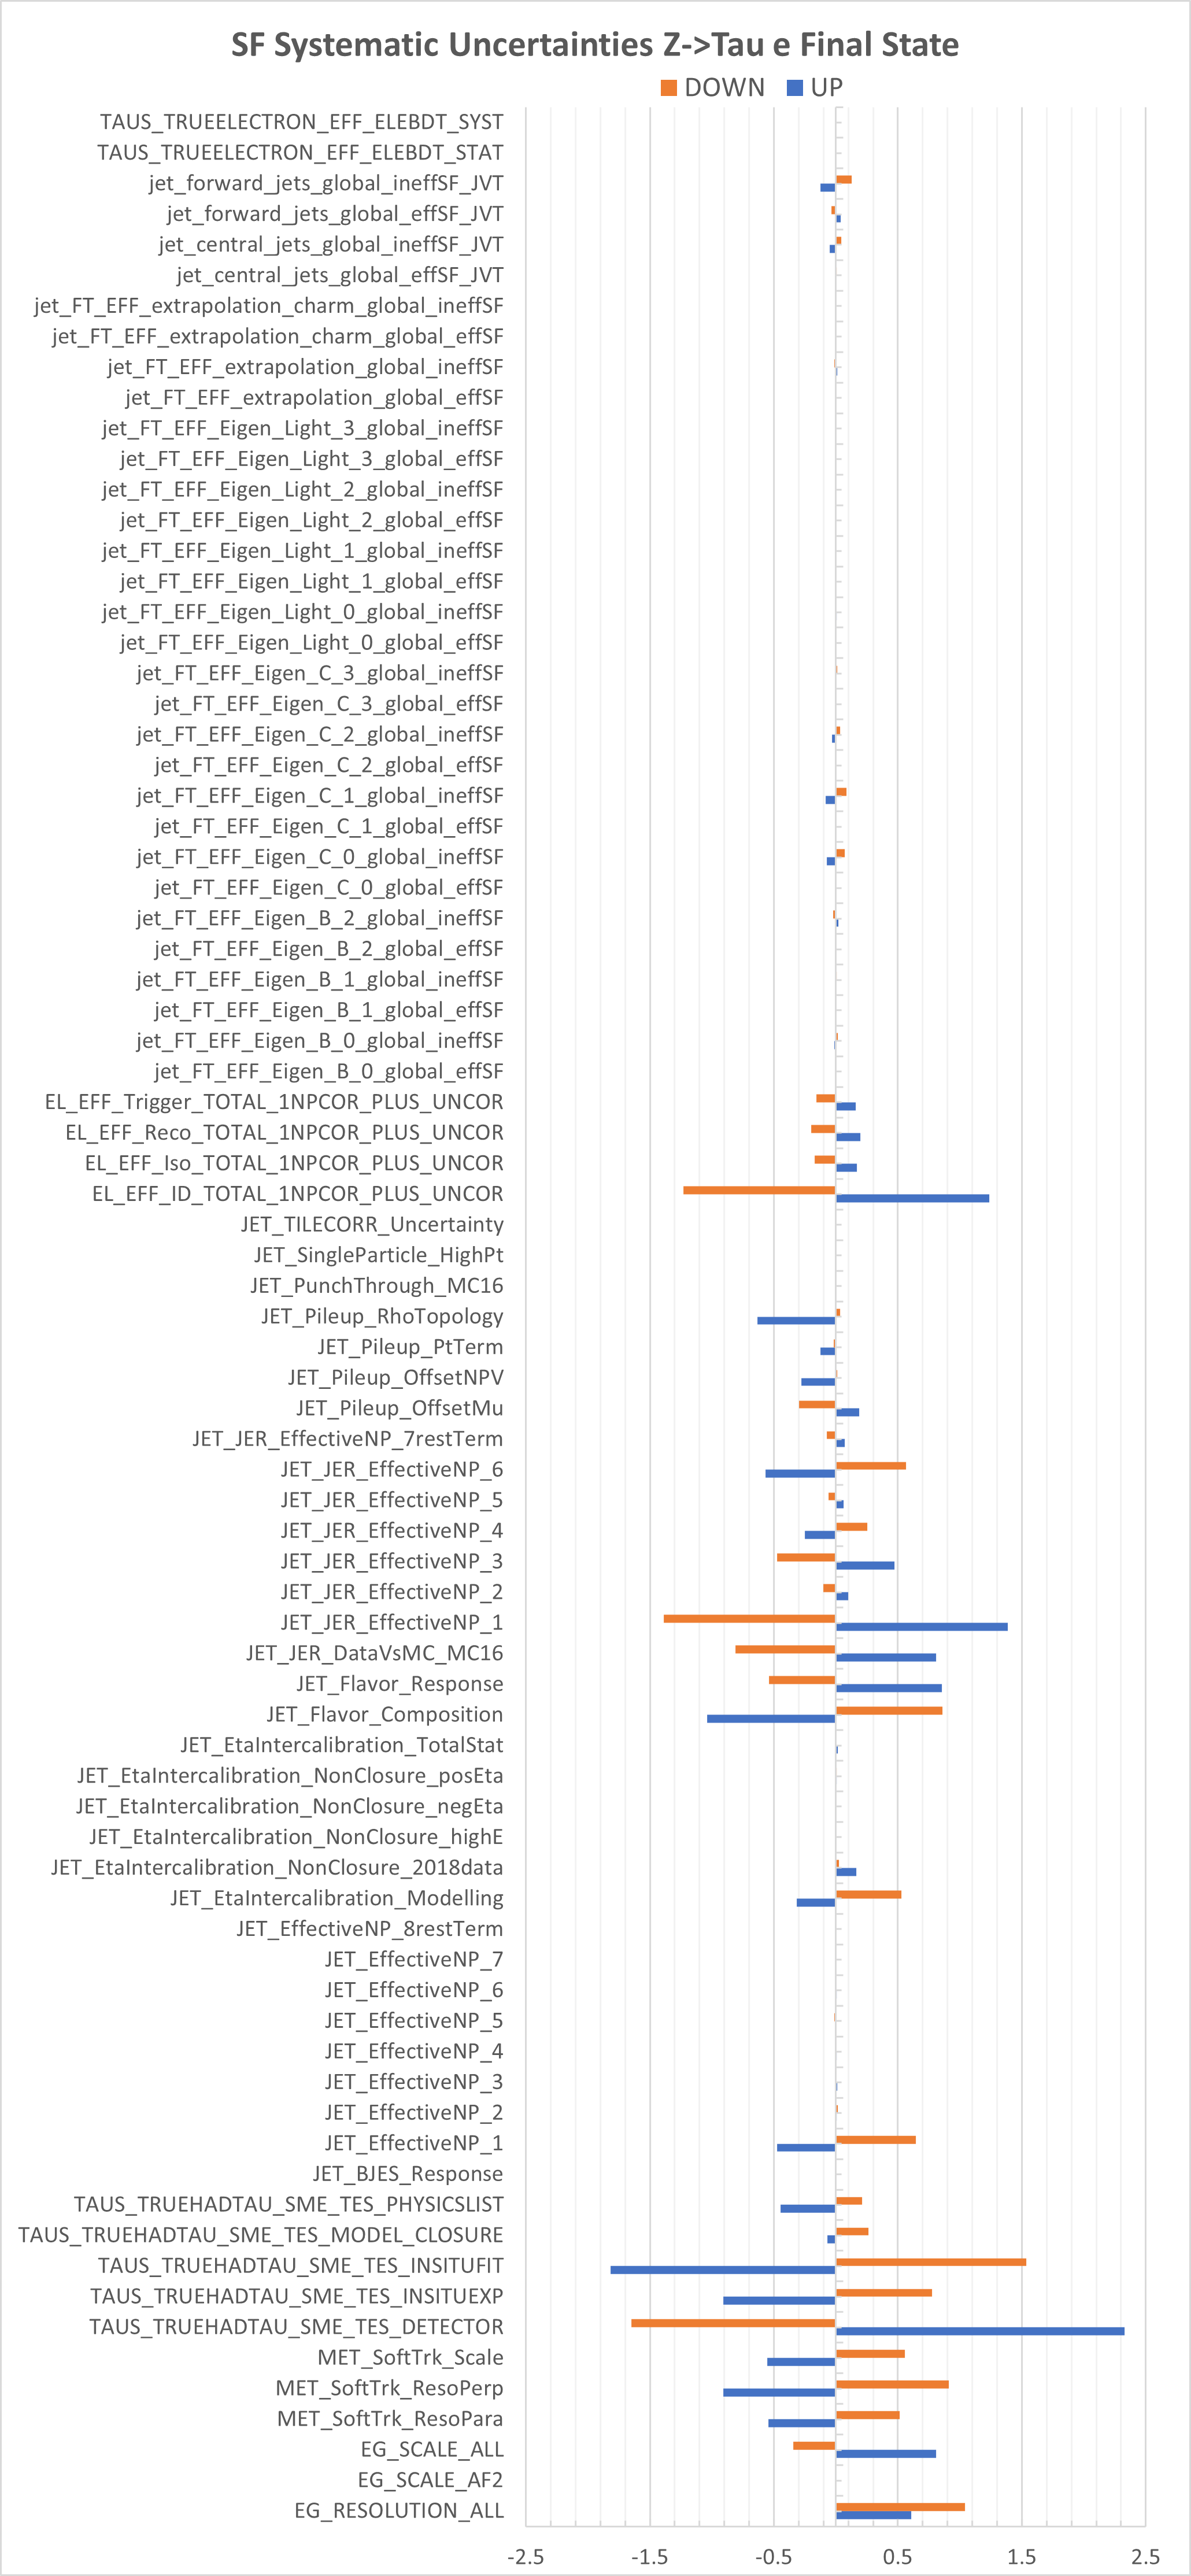 SF Systematic Uncertainties Z->Tau e Final State
DOWN UP
TAUS_TRUEELECTRON_EFF_ELEBDT_SYST
TAUS_TRUEELECTRON_EFF_ELEBDT_STAT
jet_forward_jets_global_ineffSF_JVT
jet_forward_jets_global_effSF_JVT
jet_central_jets_global_ineffSF_JVT
jet_central_jets_global_effSF_JVT
jet_FT_EFF_extrapolation_charm_global_ineffSF
jet_FT_EFF_extrapolation_charm_global_effSF
jet_FT_EFF_extrapolation_global_ineffSF
jet_FT_EFF_extrapolation_global_effSF
jet_FT_EFF_Eigen_Light_3_global_ineffSF
jet_FT_EFF_Eigen_Light_3_global_effSF
jet_FT_EFF_Eigen_Light_2_global_ineffSF
jet_FT_EFF_Eigen_Light_2_global_effSF
jet_FT_EFF_Eigen_Light_1_global_ineffSF
jet_FT_EFF_Eigen_Light_1_global_effSF
jet_FT_EFF_Eigen_Light_0_global_ineffSF
jet_FT_EFF_Eigen_Light_0_global_effSF
jet_FT_EFF_Eigen_C_3_global_ineffSF
jet_FT_EFF_Eigen_C_3_global_effSF
jet_FT_EFF_Eigen_C_2_global_ineffSF
jet_FT_EFF_Eigen_C_2_global_effSF
jet_FT_EFF_Eigen_C_1_global_ineffSF
jet_FT_EFF_Eigen_C_1_global_effSF
jet_FT_EFF_Eigen_C_0_global_ineffSF
jet_FT_EFF_Eigen_C_0_global_effSF
jet_FT_EFF_Eigen_B_2_global_ineffSF
jet_FT_EFF_Eigen_B_2_global_effSF
jet_FT_EFF_Eigen_B_1_global_ineffSF
jet_FT_EFF_Eigen_B_1_global_effSF
jet_FT_EFF_Eigen_B_0_global_ineffSF
jet_FT_EFF_Eigen_B_0_global_effSF
EL_EFF_Trigger_TOTAL_1NPCOR_PLUS_UNCOR
EL_EFF_Reco_TOTAL_1NPCOR_PLUS_UNCOR
EL_EFF_Iso_TOTAL_1NPCOR_PLUS_UNCOR
EL_EFF_ID_TOTAL_1NPCOR_PLUS_UNCOR
JET_TILECORR_Uncertainty
JET_SingleParticle_HighPt
JET_PunchThrough_MC16
JET_Pileup_RhoTopology
JET_Pileup_PtTerm
JET_Pileup_OffsetNPV
JET_Pileup_OffsetMu
JET_JER_EffectiveNP_7restTerm
JET_JER_EffectiveNP_6
JET_JER_EffectiveNP_5
JET_JER_EffectiveNP_4
JET_JER_EffectiveNP_3
JET_JER_EffectiveNP_2
JET_JER_EffectiveNP_1
JET_JER_DataVsMC_MC16
JET_Flavor_Response
JET_Flavor_Composition
JET_EtaIntercalibration_TotalStat
JET_EtaIntercalibration_NonClosure_posEta
JET_EtaIntercalibration_NonClosure_negEta
JET_EtaIntercalibration_NonClosure_highE
JET_EtaIntercalibration_NonClosure_2018data
JET_EtaIntercalibration_Modelling
JET_EffectiveNP_8restTerm
JET_EffectiveNP_7
JET_EffectiveNP_6
JET_EffectiveNP_5
JET_EffectiveNP_4
JET_EffectiveNP_3
JET_EffectiveNP_2
JET_EffectiveNP_1
JET_BJES_Response
TAUS_TRUEHADTAU_SME_TES_PHYSICSLIST
TAUS_TRUEHADTAU_SME_TES_MODEL_CLOSURE
TAUS_TRUEHADTAU_SME_TES_INSITUFIT
TAUS_TRUEHADTAU_SME_TES_INSITUEXP
TAUS_TRUEHADTAU_SME_TES_DETECTOR
MET_SoftTrk_Scale
MET_SoftTrk_ResoPerp
MET_SoftTrk_ResoPara
EG_SCALE_ALL
EG_SCALE_AF2
EG_RESOLUTION_ALL
-2.5 -1.5 -0.5 0.5 1.5 2.5